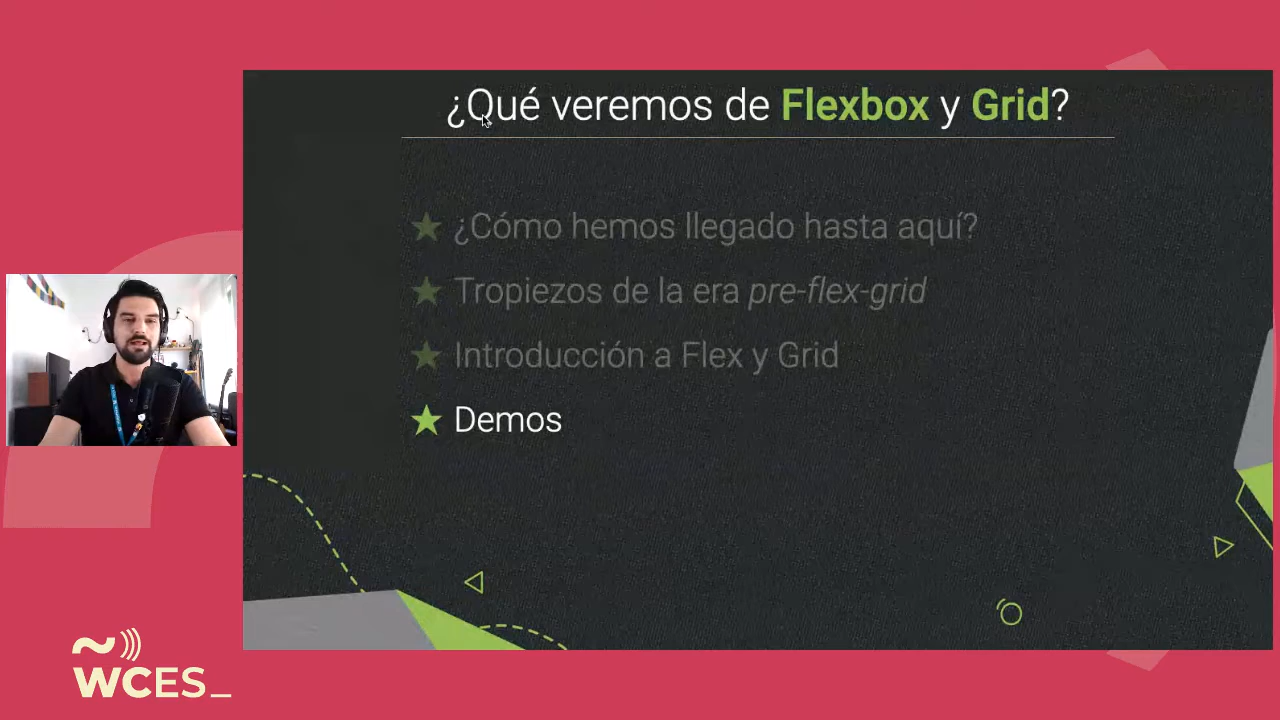 ¿Qué veremos de Flexbox y Grid?
¿Cómo hemos llegado hasta aquí?
Tropiezos de la era pre-flex-grid
Introducción a Flex y Grid
Demos
WCES_